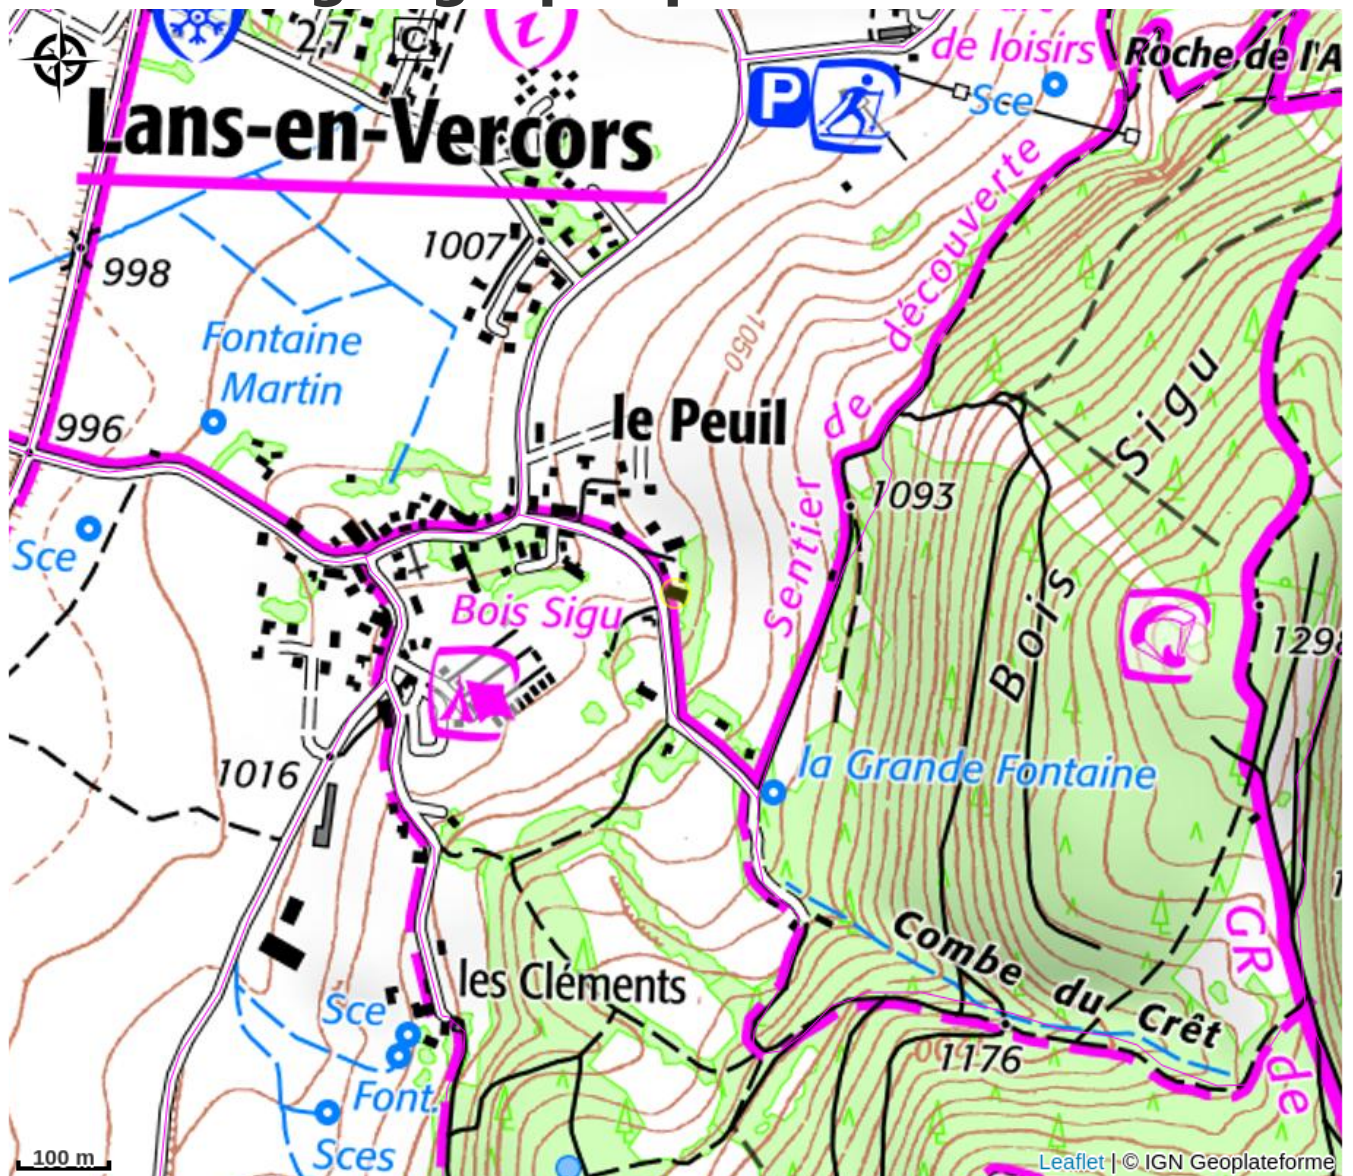 27
C
i
de loisirs
Roche de l'A
P
Sce
Lans-en-Vercors
découverte
1007
998
Fontaine
Martin
1050
Sigu
996
le Peuil
de
1093
Sentier
Sce
Bois Sigu
Bois
1298
la Grande Fontaine
1016
GR
Combe du Crêt
les Cléments
Sce
1176
de
Font.
Sces
100 m
Leaflet | © IGN Geoplateforme